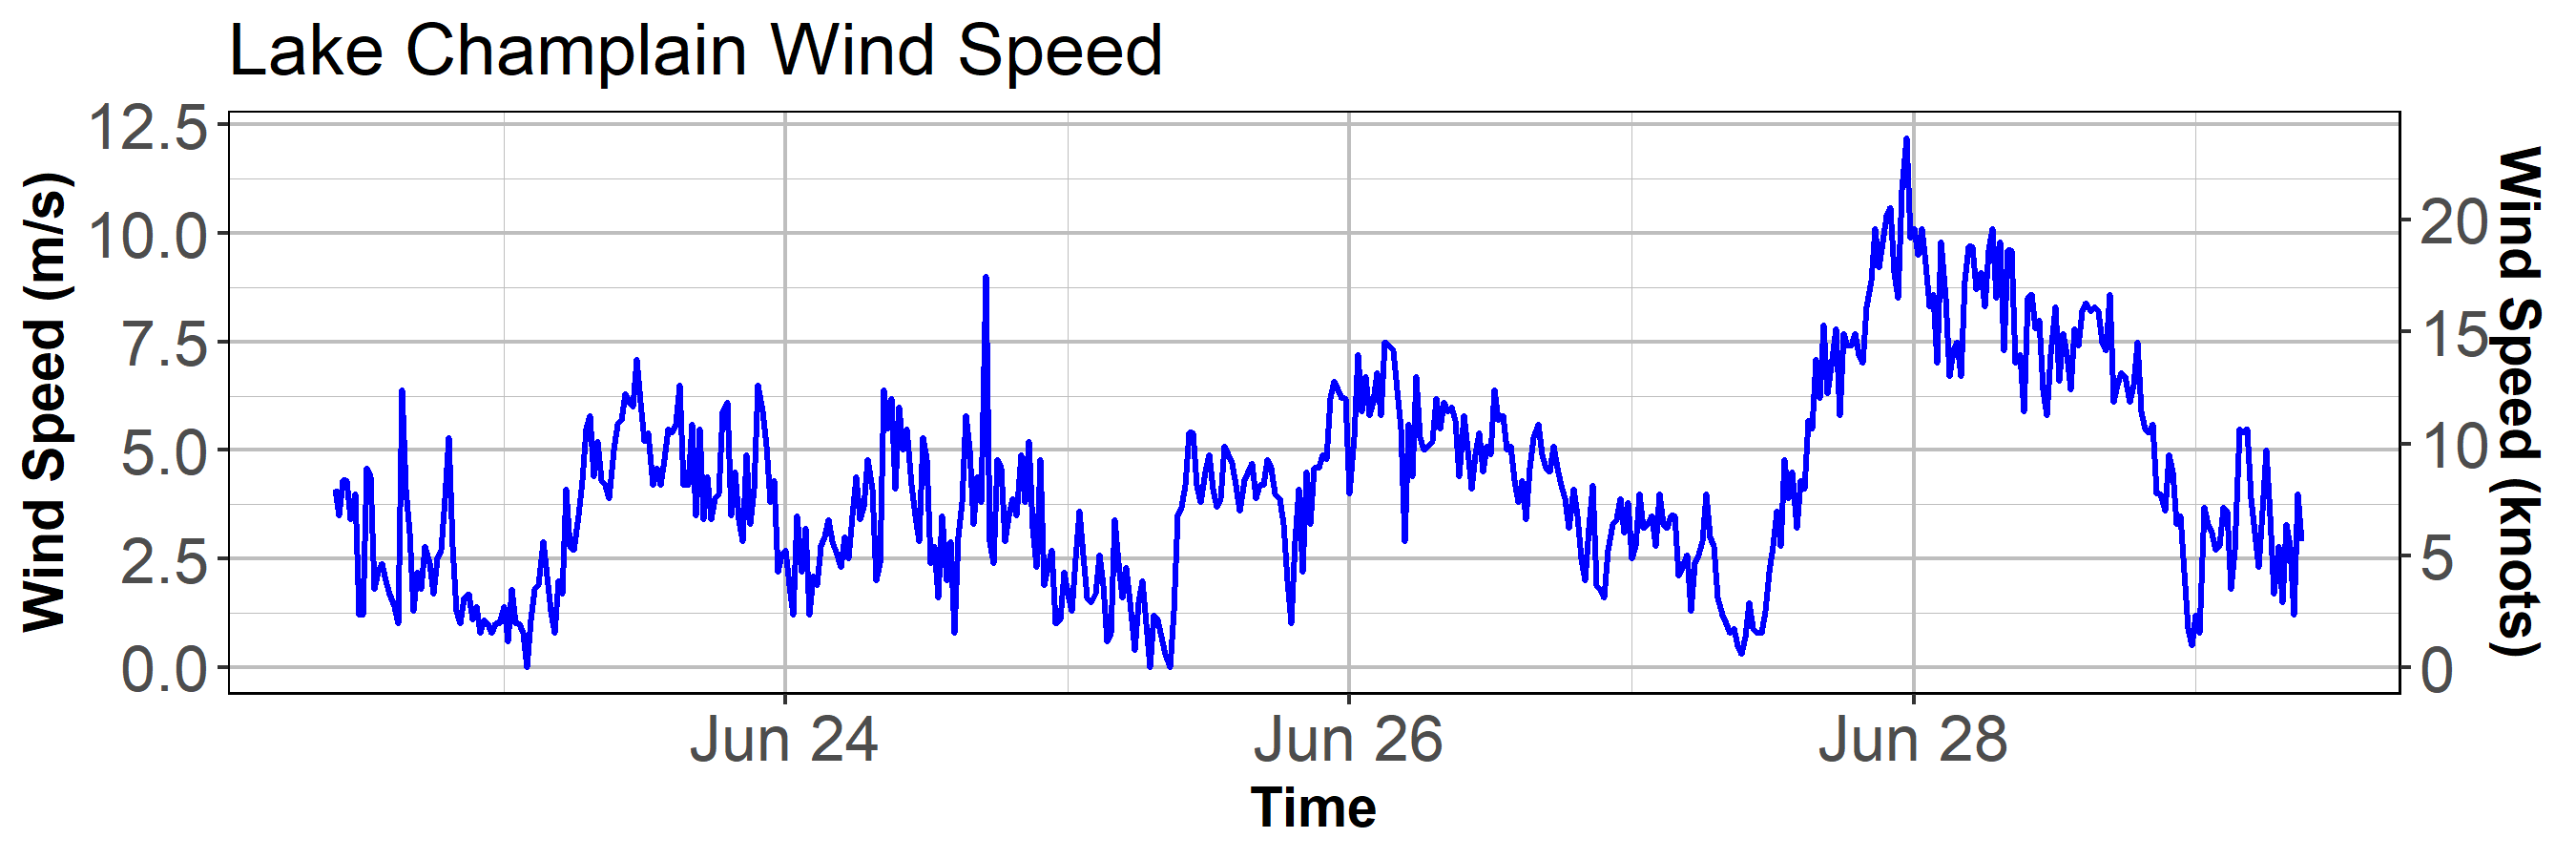 Lake Champlain Wind Speed
Wind Speed (m/s)
12.5
10.0
7.5
5.0
2.5
0.0
20
15
10
5
0
Wind Speed (knots)
Jun 24
Jun 26
Jun 28
Time